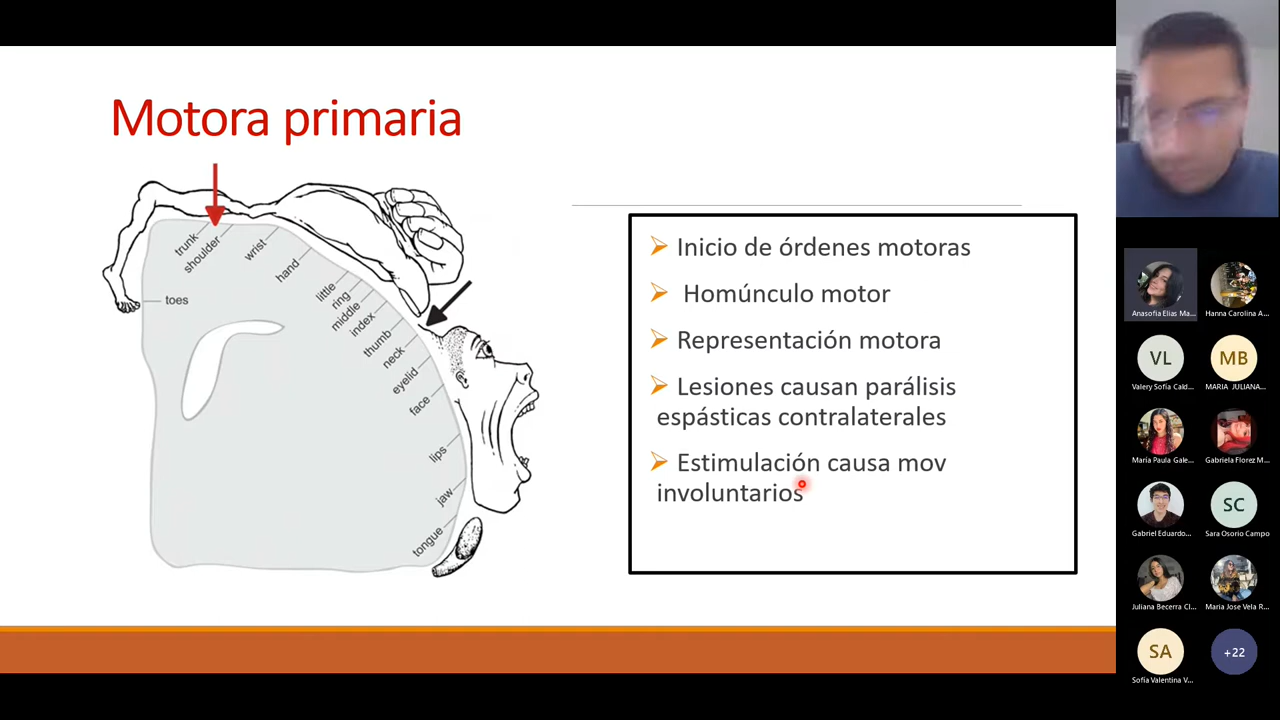 Motora primaria
trunk
shoulder
wrist
hand
little
ring
middle
index
thumb
neck
eyelid
face
lips
jaw
tongue
toes
Inicio de órdenes motoras
Homúnculo motor
Representación motora
Lesiones causan parálisis
espásticas contralaterales
Estimulación causa mov
involuntarios
Anasofia Elias Ma...
Hanna Carolina A...
VL
MB
Valery Sofía Cald...
MARIA JULIANA...
María Paula Gale...
Gabriela Florez M...
SC
Gabriel Eduardo...
Sara Osorio Campo
Juliana Becerra Cl...
Maria Jose Vela R...
SA
+22
Sofía Valentina V...